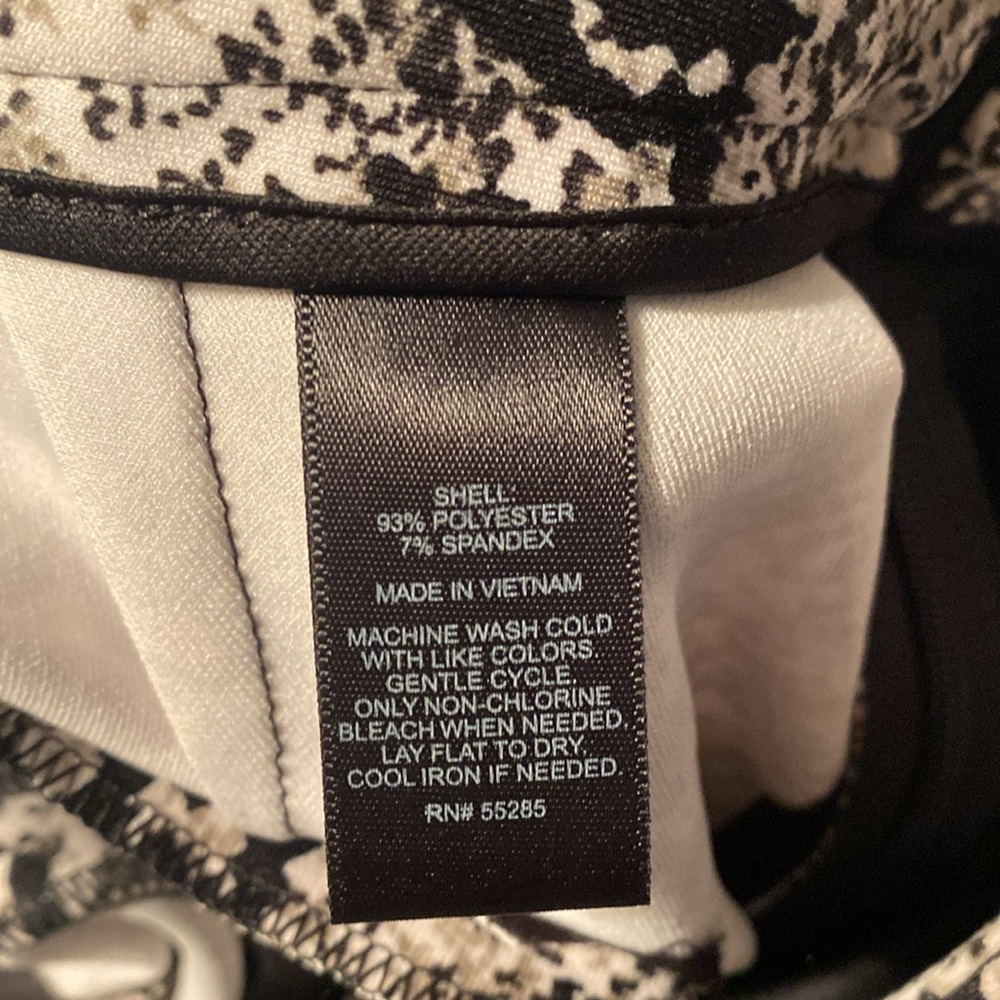 SHELL
93% POLYESTER
7% SPANDEX
MADE IN VIETNAM
MACHINE WASH COLD
WITH LIKE COLORS
GENTLE CYCLE.
ONLY NON-CHLORINE
BLEACH WHEN NEEDED.
LAY FLAT TO DRY.
COOL IRON IF NEEDED.
RN# 55285